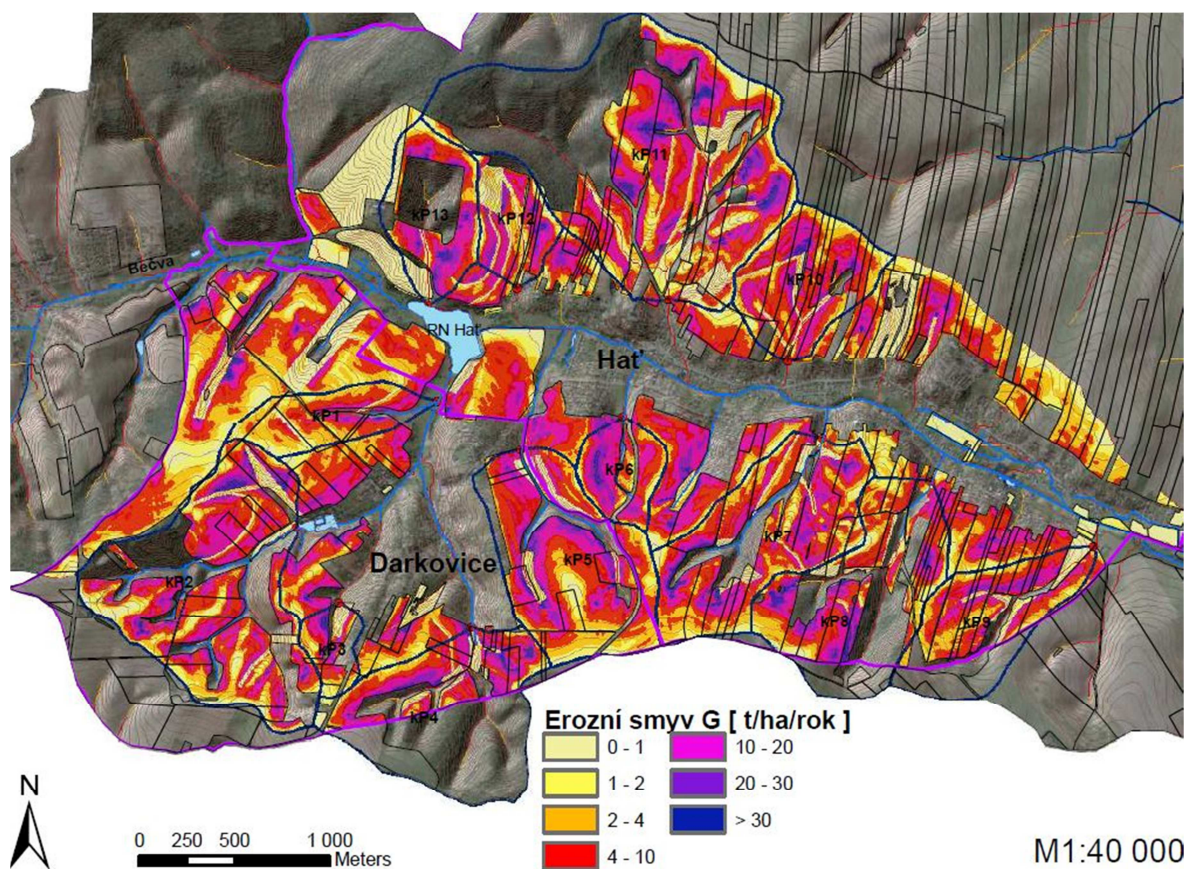 kP11
kP13
kP12
Bečva
kP10
RN Hať
Hať
kP1
kP6
kP7
kP5
Darkovice
kP2
kP8
kP9
kP3
kP4
Erozní smyv G [ t/ha/rok ]
0 - 1
10 - 20
1 - 2
20 - 30
2 - 4
> 30
4 - 10
N
0 250 500 1 000
Meters
M1:40 000